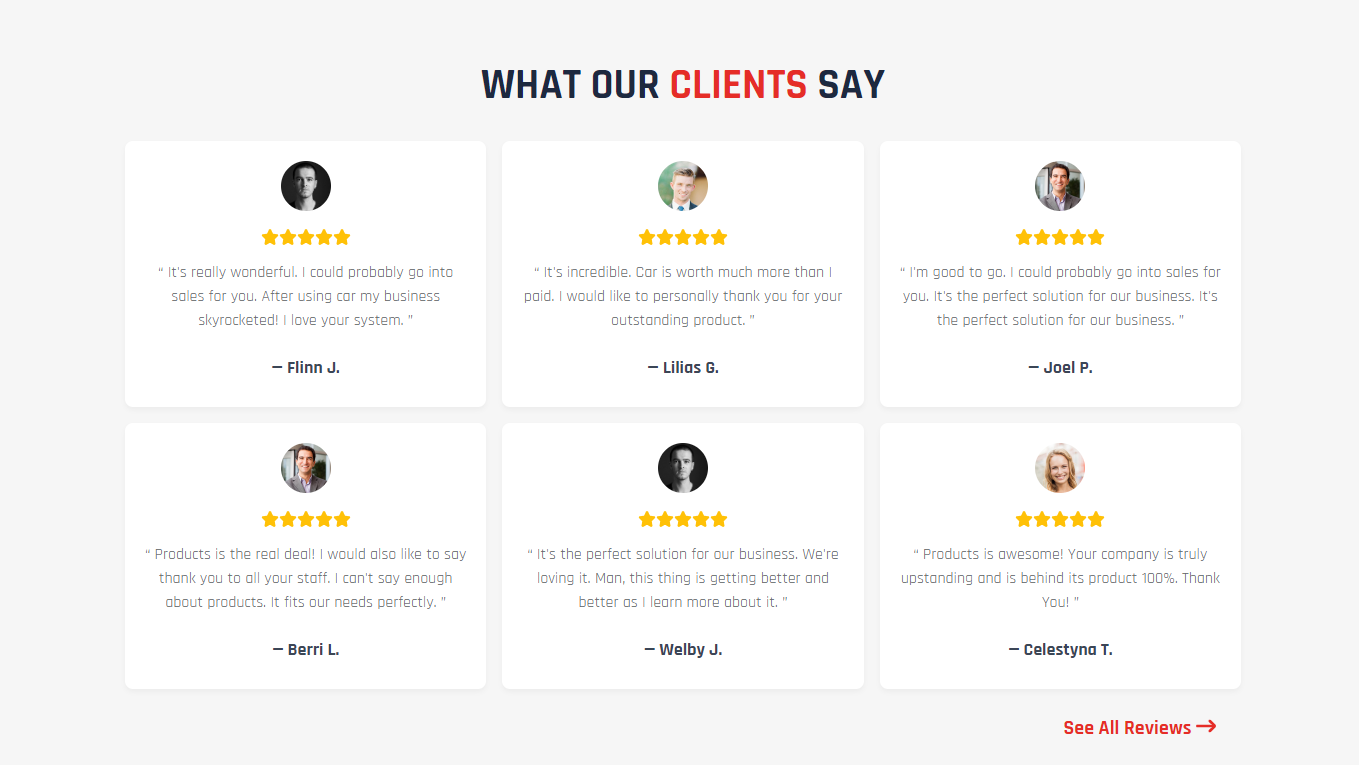 WHAT OUR CLIENTS SAY
“ It's really wonderful. I could probably go into
sales for you. After using car my business
skyrocketed! I love your system. ”
— Flinn J.
“ It's incredible. Car is worth much more than I
paid. I would like to personally thank you for your
outstanding product. ”
— Lilias G.
“ I'm good to go. I could probably go into sales for
you. It's the perfect solution for our business. It's
the perfect solution for our business. ”
— Joel P.
“ Products is the real deal! I would also like to say
thank you to all your staff. I can't say enough
about products. It fits our needs perfectly. ”
— Berri L.
“ It's the perfect solution for our business. We're
loving it. Man, this thing is getting better and
better as I learn more about it. ”
— Welby J.
“ Products is awesome! Your company is truly
upstanding and is behind its product 100%. Thank
You! ”
— Celestyna T.
See All Reviews →